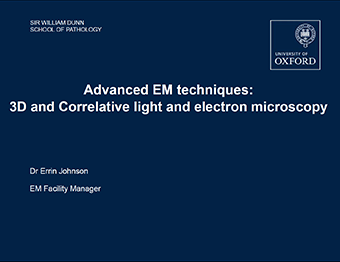 SIR WILLIAM DUNN
SCHOOL OF PATHOLOGY
UNIVERSITY OF
OXFORD
Advanced EM techniques:
3D and Correlative light and electron microscopy
Dr Errin Johnson
EM Facility Manager